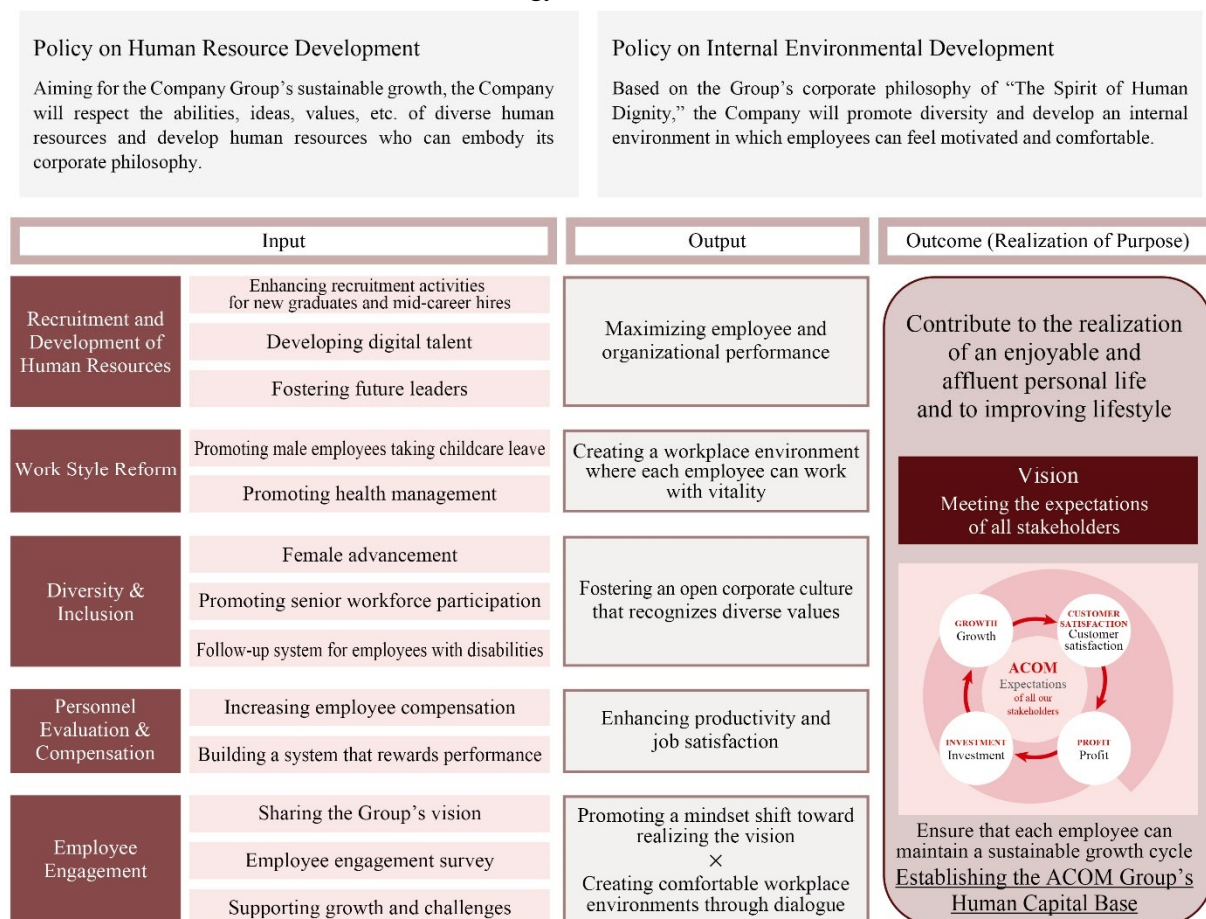 gy
Policy on Human Resource Development
Aiming for the Company Group's sustainable growth, the Company
will respect the abilities, ideas, values, etc. of diverse human
resources and develop human resources who can embody its
corporate philosophy.
Policy on Internal Environmental Development
Based on the Group's corporate philosophy of "The Spirit of Human
Dignity," the Company will promote diversity and develop an internal
environment in which employees can feel motivated and comfortable.
Input
Output
Outcome (Realization of Purpose)
Recruitment and
Development of
Human Resources
Enhancing recruitment activities
for new graduates and mid-career hires
Developing digital talent
Fostering future leaders
Maximizing employee and
organizational performance
Work Style Reform
Promoting male employees taking childcare leave
Promoting health management
Creating a workplace environment
where each employee can work
with vitality
Diversity &
Inclusion
Female advancement
Promoting senior workforce participation
Follow-up system for employees with disabilities
Fostering an open corporate culture
that recognizes diverse values
Personnel
Evaluation &
Compensation
Increasing employee compensation
Building a system that rewards performance
Enhancing productivity and
job satisfaction
Employee
Engagement
Sharing the Group's vision
Employee engagement survey
Supporting growth and challenges
Promoting a mindset shift toward
realizing the vision
×
Creating comfortable workplace
environments through dialogue
Contribute to the realization
of an enjoyable and
affluent personal life
and to improving lifestyle
Vision
Meeting the expectations
of all stakeholders
GROWTH
Growth
CUSTOMER
SATISFACTION
Customer
satisfaction
ACOM
Expectations
of all our
stakeholders
INVESTMENT
Investment
PROFIT
Profit
Ensure that each employee can
maintain a sustainable growth cycle
Establishing the ACOM Group's
Human Capital Base